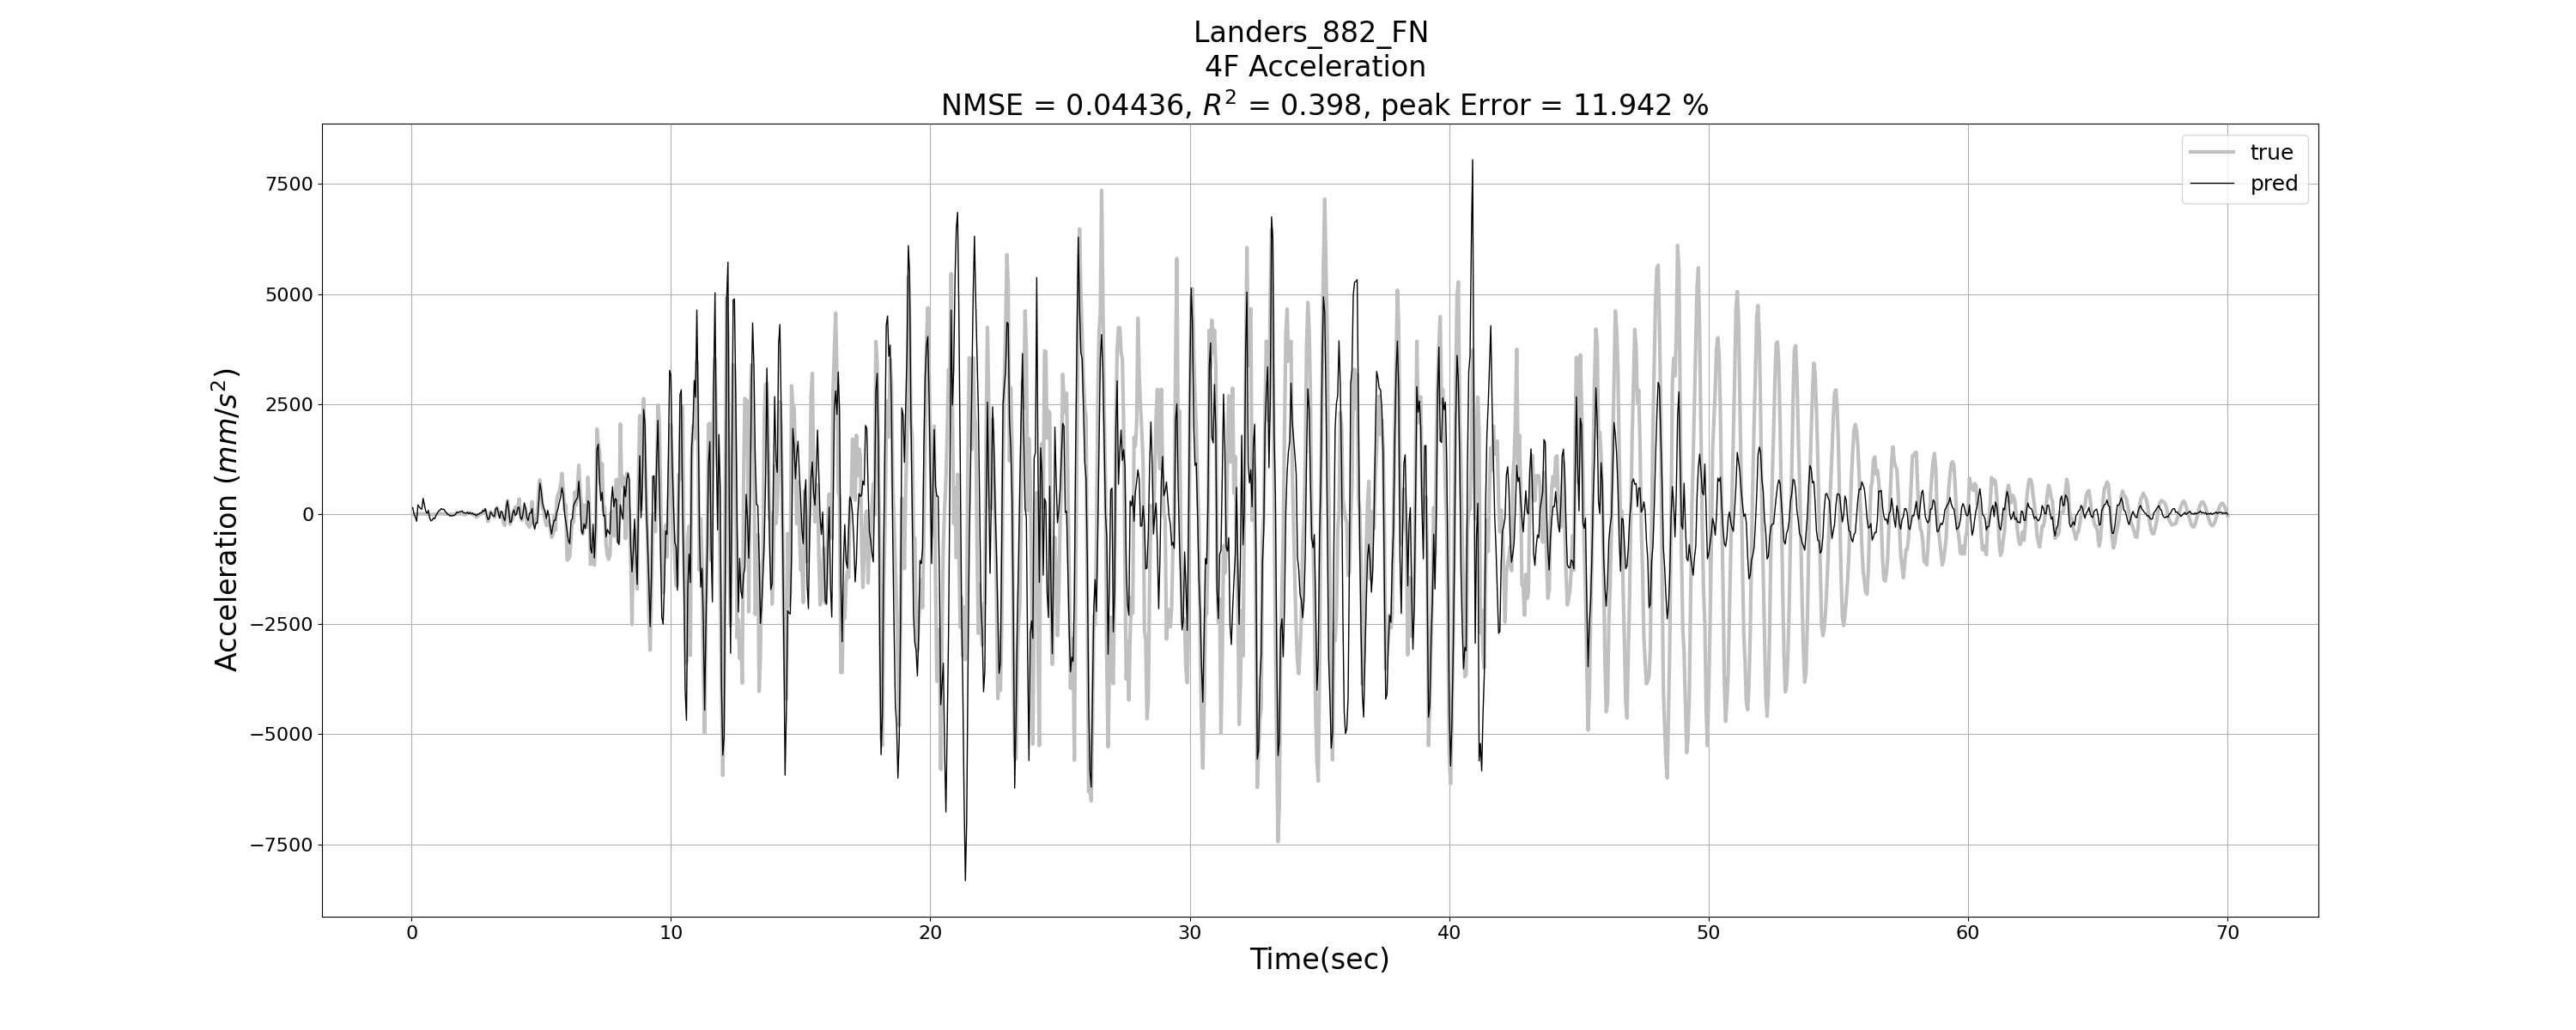 Landers_882_FN
4F Acceleration
NMSE = 0.04436, R² = 0.398, peak Error = 11.942 %
true
pred
7500
5000
2500
0
−2500
−5000
−7500
Acceleration (mm/s²)
0 10 20 30 40 50 60 70
Time(sec)